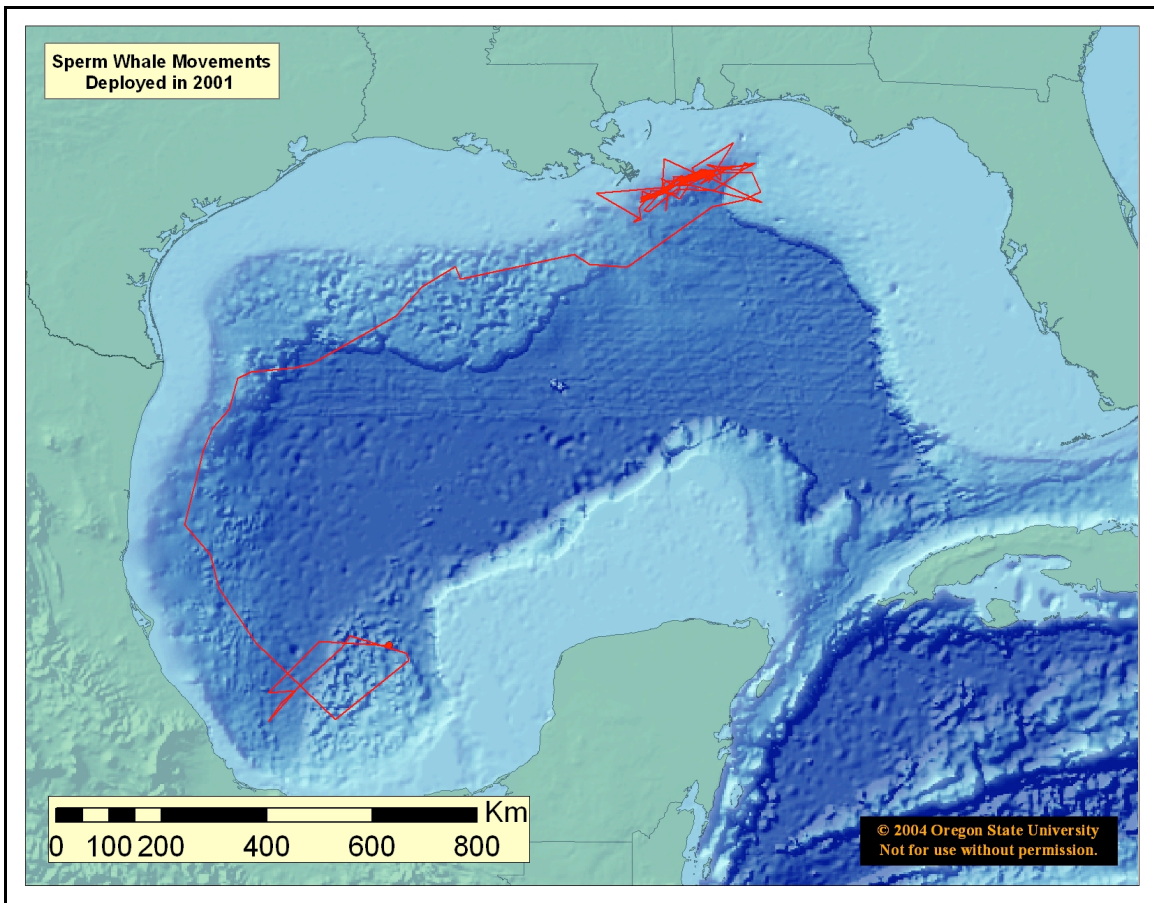 Sperm Whale Movements
Deployed in 2001
Km
0 100 200 400 600 800
© 2004 Oregon State University
Not for use without permission.